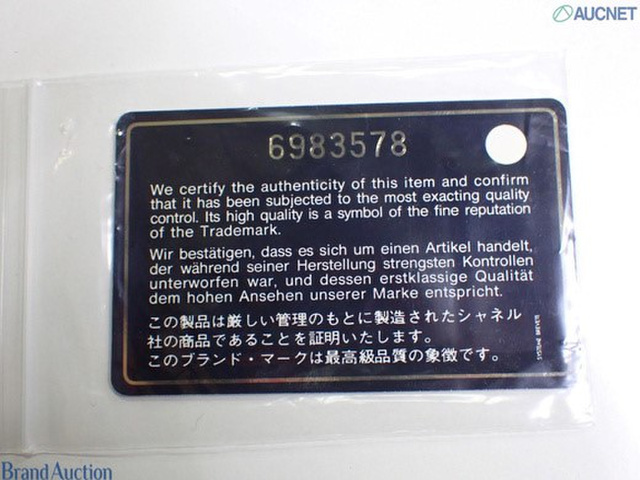 AUCNET
6983578
We certify the authenticity of this item and confirm
that it has been subjected to the most exacting quality
control. Its high quality is a symbol of the fine reputation
of the Trademark.
Wir bestätigen, dass es sich um einen Artikel handelt,
der während seiner Herstellung strengsten Kontrollen
unterworfen war, und dessen erstklassige Qualität
dem hohen Ansehen unserer Marke entspricht.
この製品は厳しい管理のもとに製造されたシャネル
社の商品であることを証明いたします。
このブランド・マークは最高級品質の象徴です。
Brand Auction